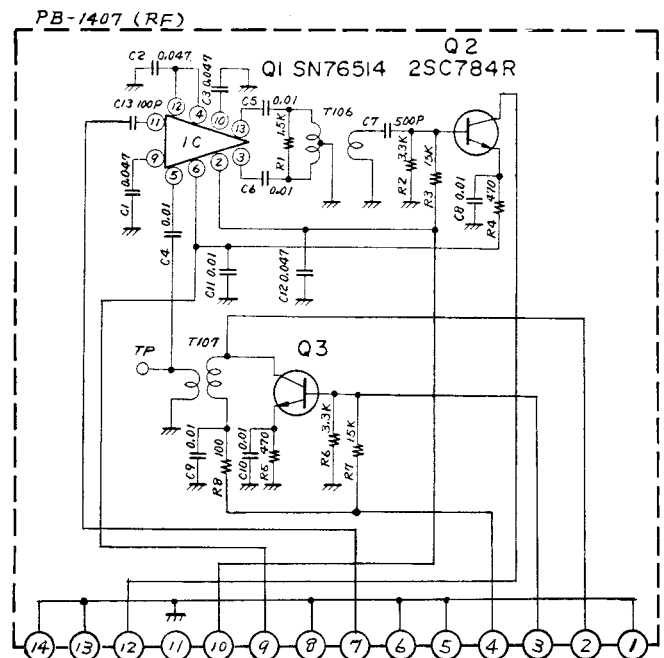 PB-1407 (RF)
Q2
Q1 SN76514 2SC784R
C2 0.047
C3 0.047
C13 100P
12
4
10
11
13
C5 0.01
T106
C7 500P
1.5K
R1
3.3K
R2
15K
R3
IC
9
2
3
5
6
C6 0.01
C1 0.047
C4 0.01
C8 0.01
470
R4
C11 0.01
C12 0.047
T107
Q3
TP
3.3K
R6
15K
R7
C9 0.01
100
R8
C10 0.01
470
R5
14 13 12 11 10 9 8 7 6 5 4 3 2 1